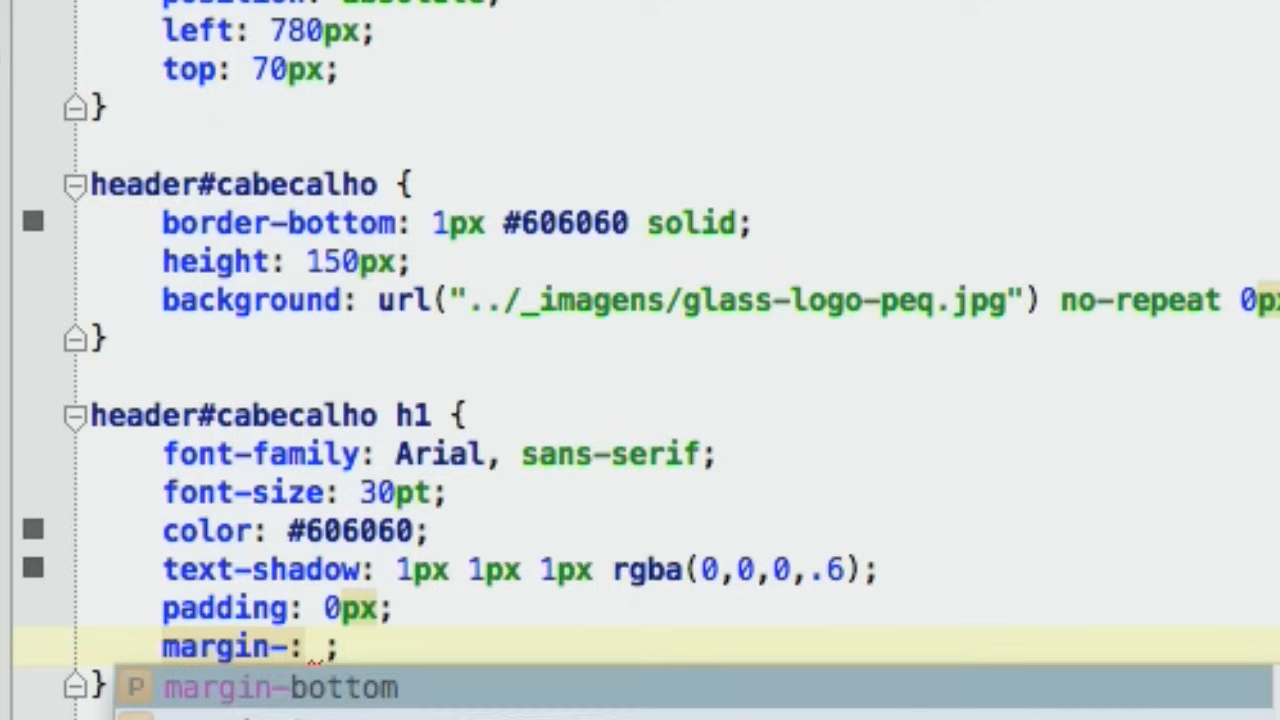 position: absolute;
left: 780px;
top: 70px;
}
header#cabecalho {
border-bottom: 1px #606060 solid;
height: 150px;
background: url("../_imagens/glass-logo-peq.jpg") no-repeat 0px
}
header#cabecalho h1 {
font-family: Arial, sans-serif;
font-size: 30pt;
color: #606060;
text-shadow: 1px 1px 1px rgba(0,0,0,.6);
padding: 0px;
margin-: ;
}
P margin-bottom